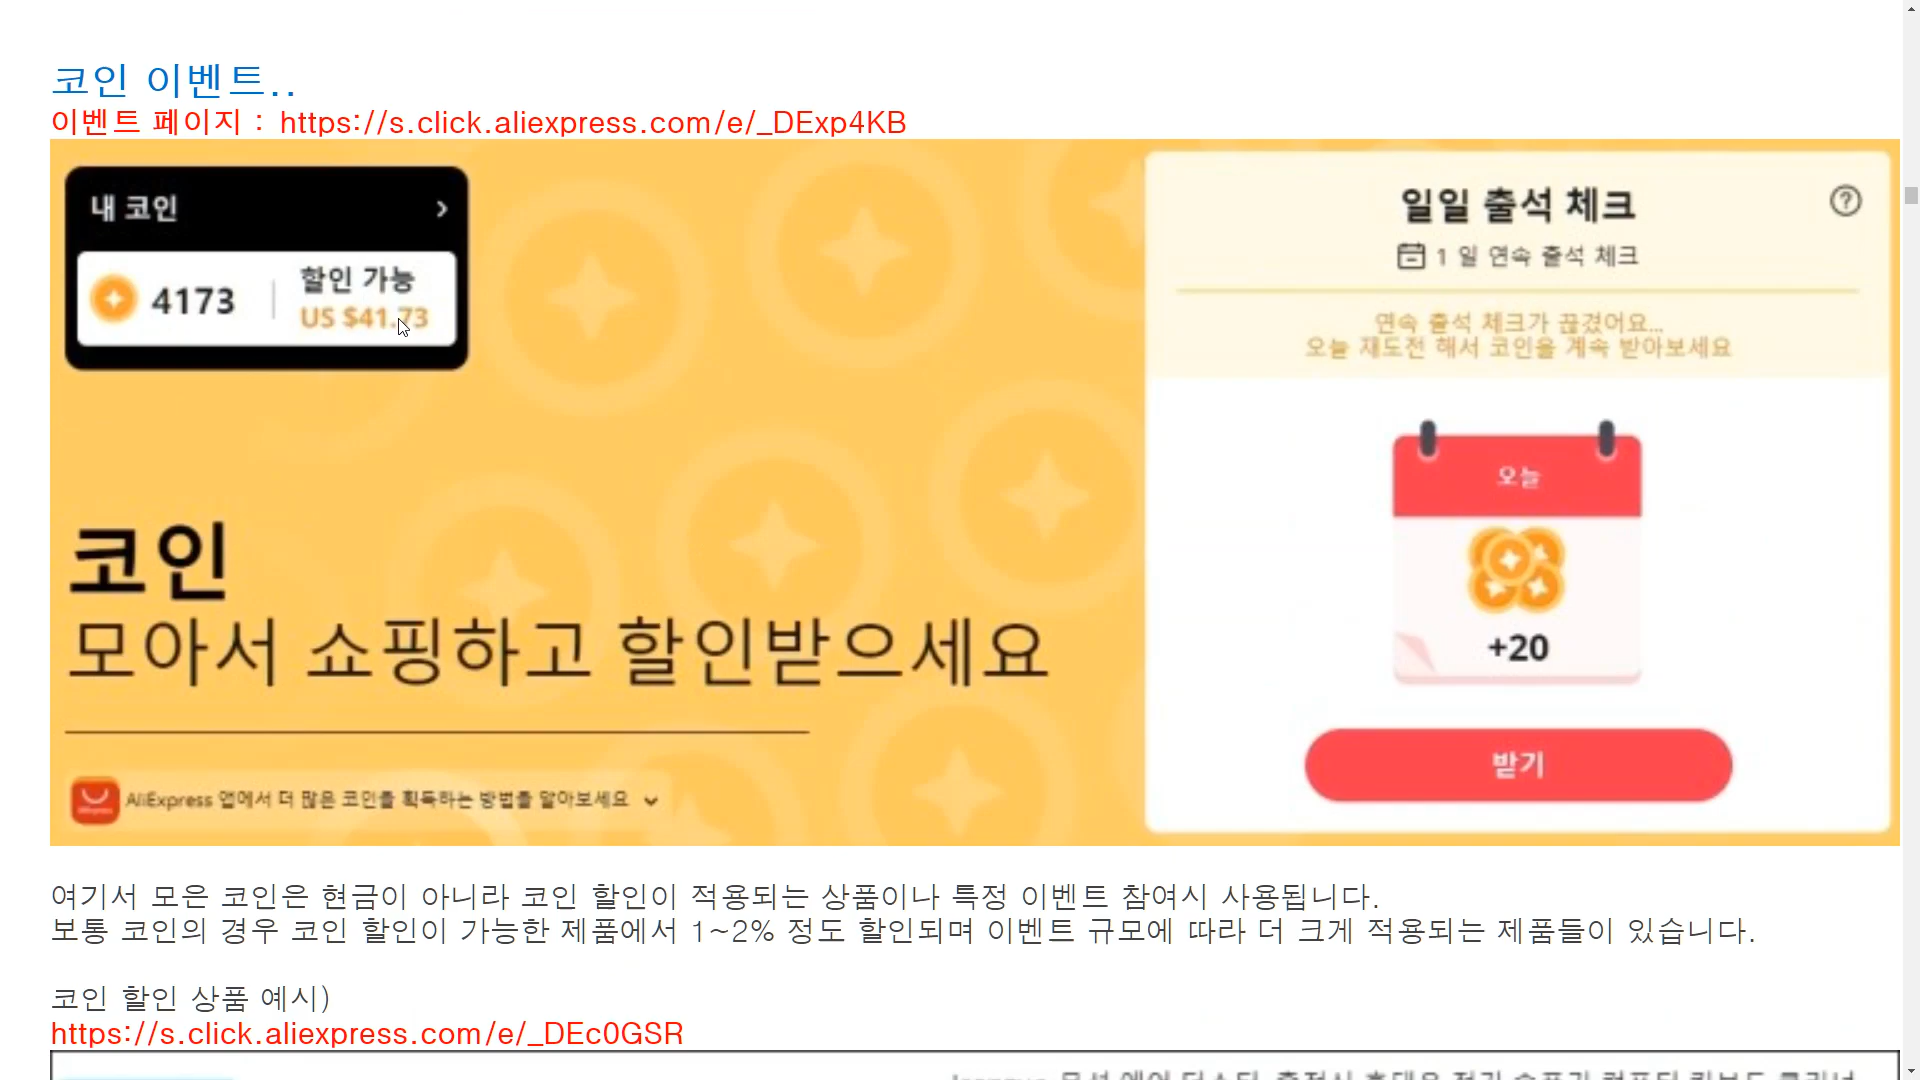 코인 이벤트..
이벤트 페이지 : https://s.click.aliexpress.com/e/_DExp4KB
내 코인
4173
할인 가능
US $41.73
코인
모아서 쇼핑하고 할인받으세요
AliExpress 앱에서 더 많은 코인을 획득하는 방법을 알아보세요
일일 출석 체크
1 일 연속 출석 체크
연속 출석 체크가 끊겼어요...
오늘 재도전 해서 코인을 계속 받아보세요
오늘
+20
받기
여기서 모은 코인은 현금이 아니라 코인 할인이 적용되는 상품이나 특정 이벤트 참여시 사용됩니다.
보통 코인의 경우 코인 할인이 가능한 제품에서 1~2% 정도 할인되며 이벤트 규모에 따라 더 크게 적용되는 제품들이 있습니다.
코인 할인 상품 예시)
https://s.click.aliexpress.com/e/_DEc0GSR